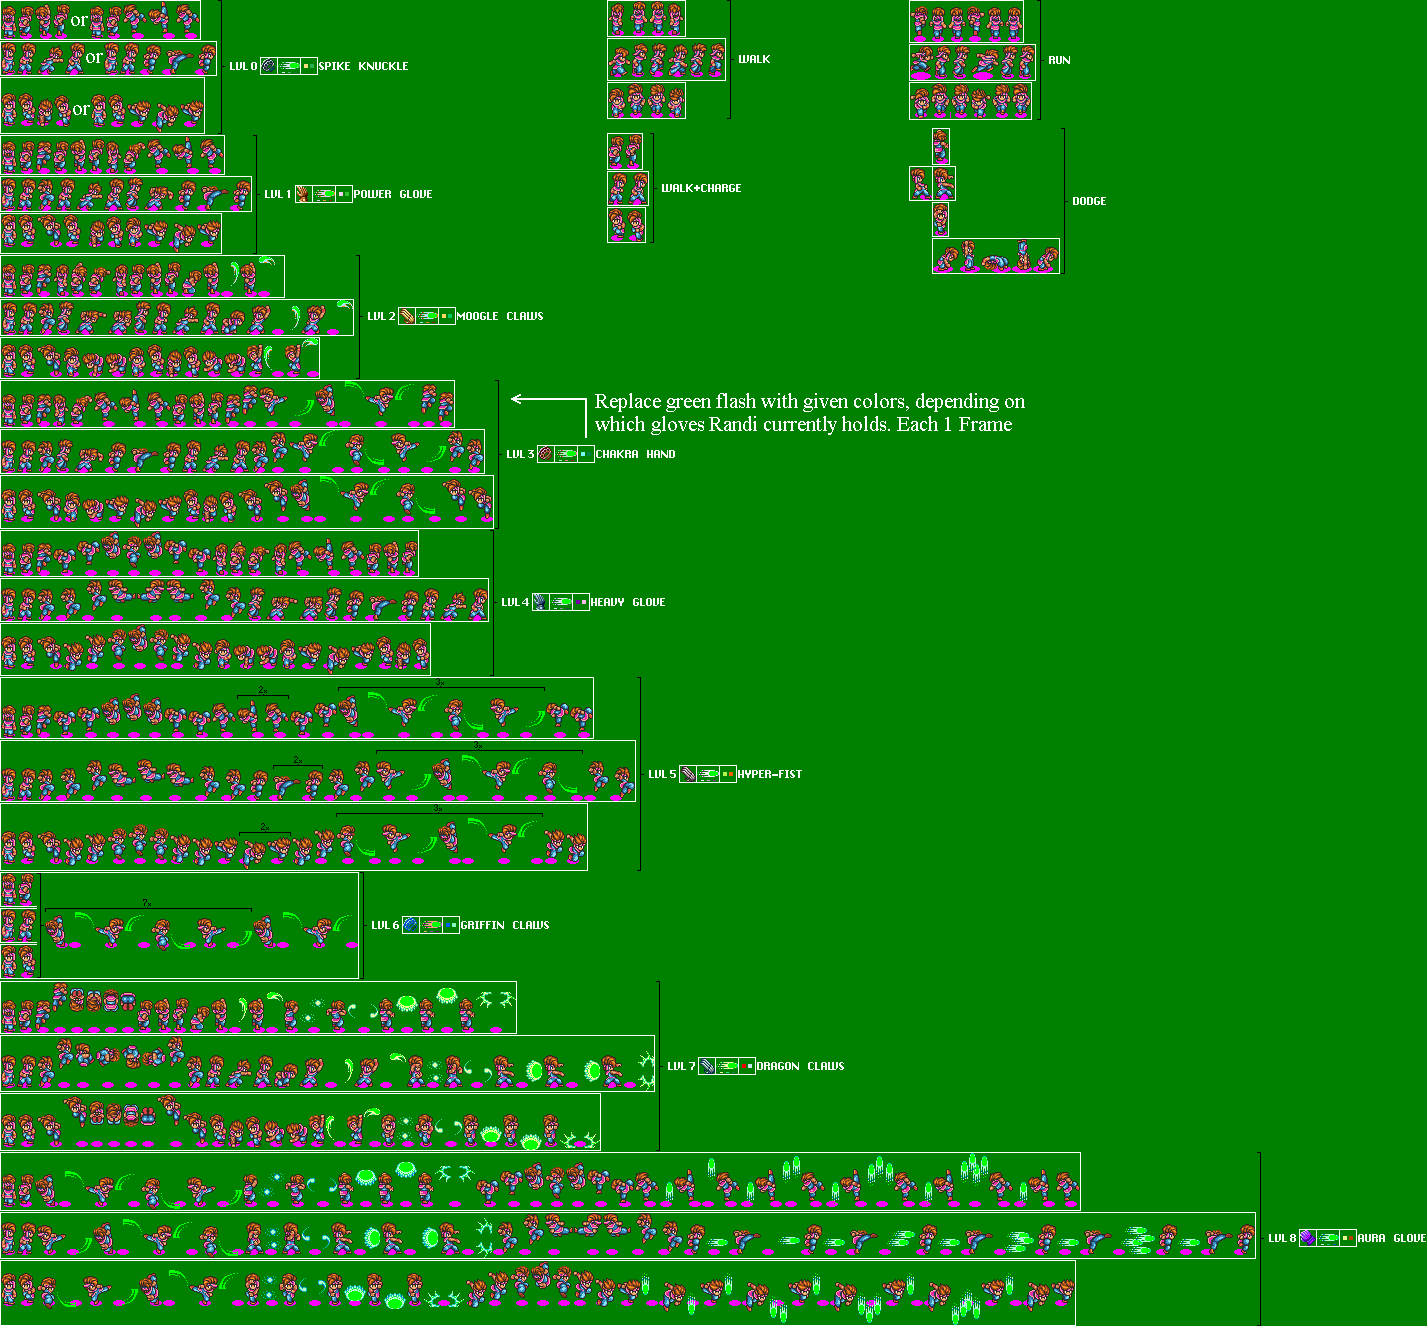 or
or
or
LVL 0 SPIKE KNUCKLE
WALK
RUN
LVL 1 POWER GLOVE
WALK+CHARGE
DODGE
LVL 2 MOOGLE CLAWS
Replace green flash with given colors, depending on
which gloves Randi currently holds. Each 1 Frame
LVL 3 CHAKRA HAND
LVL 4 HEAVY GLOVE
2x
3x
2x
3x
LVL 5 HYPER-FIST
2x
3x
7x
LVL 6 GRIFFIN CLAWS
LVL 7 DRAGON CLAWS
LVL 8 AURA GLOVE